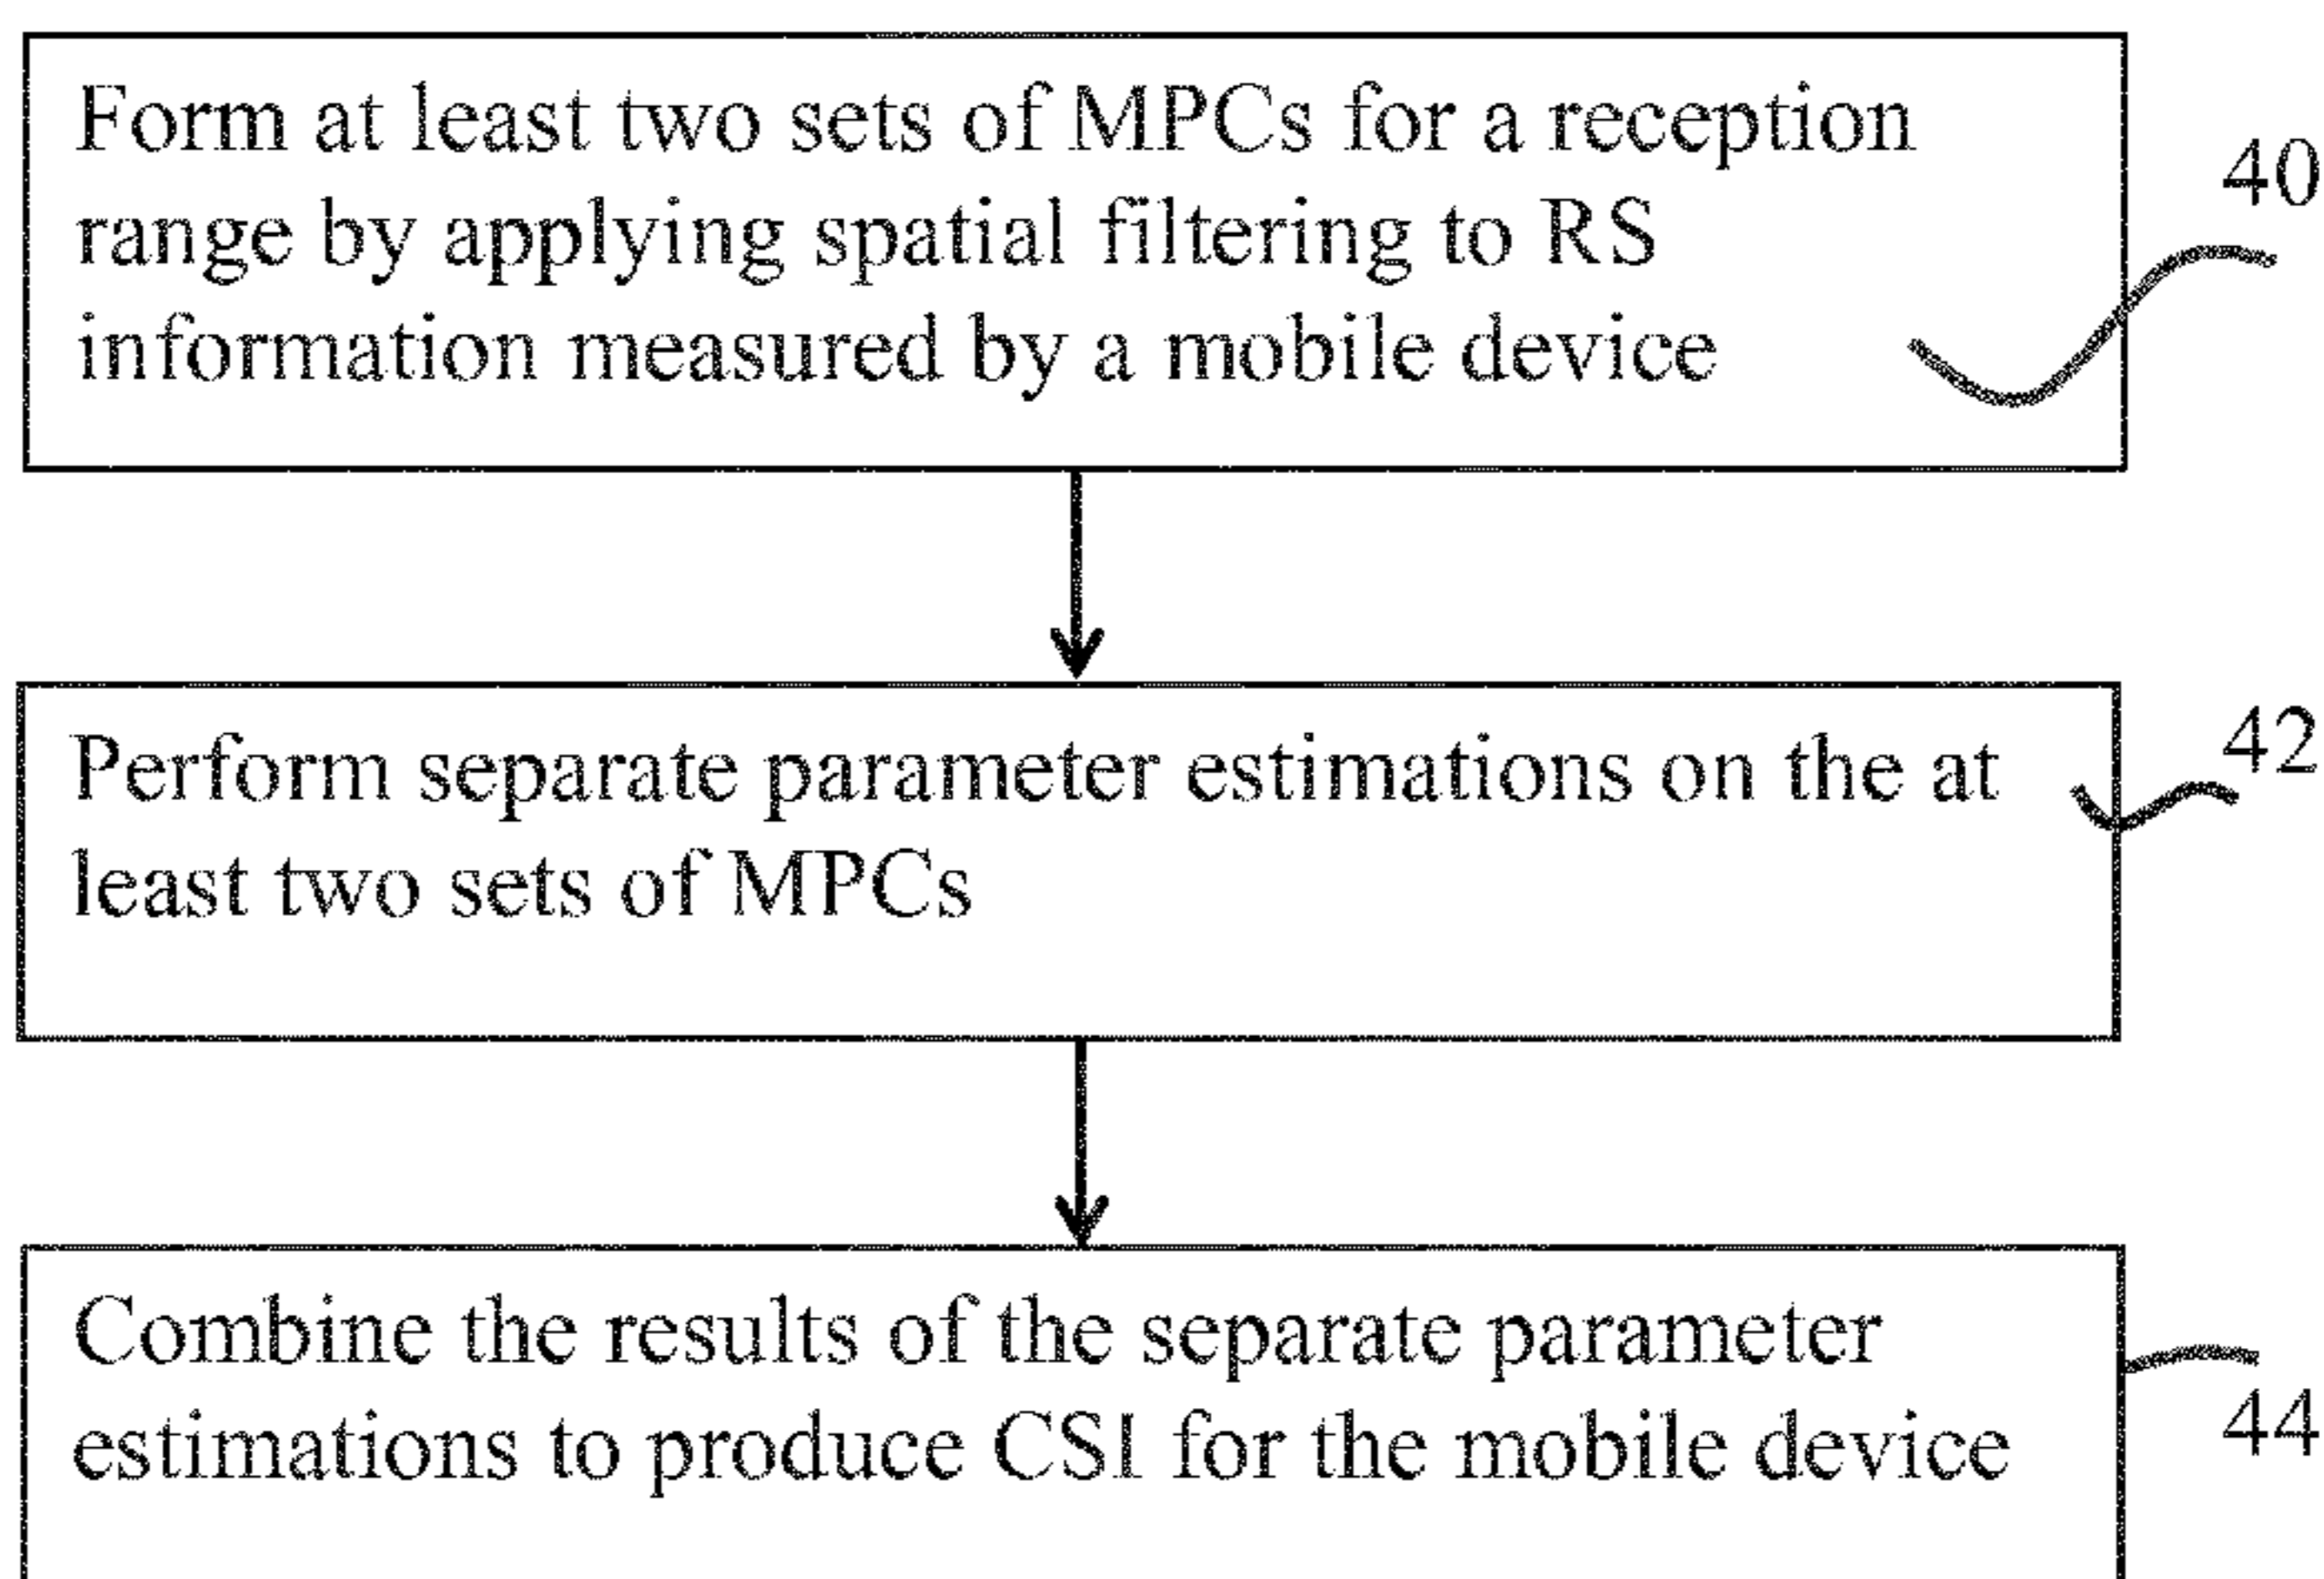 Form at least two sets of MPCs for a reception
range by applying spatial filtering to RS
information measured by a mobile device
40
Perform separate parameter estimations on the at
least two sets of MPCs
42
Combine the results of the separate parameter
estimations to produce CSI for the mobile device
44